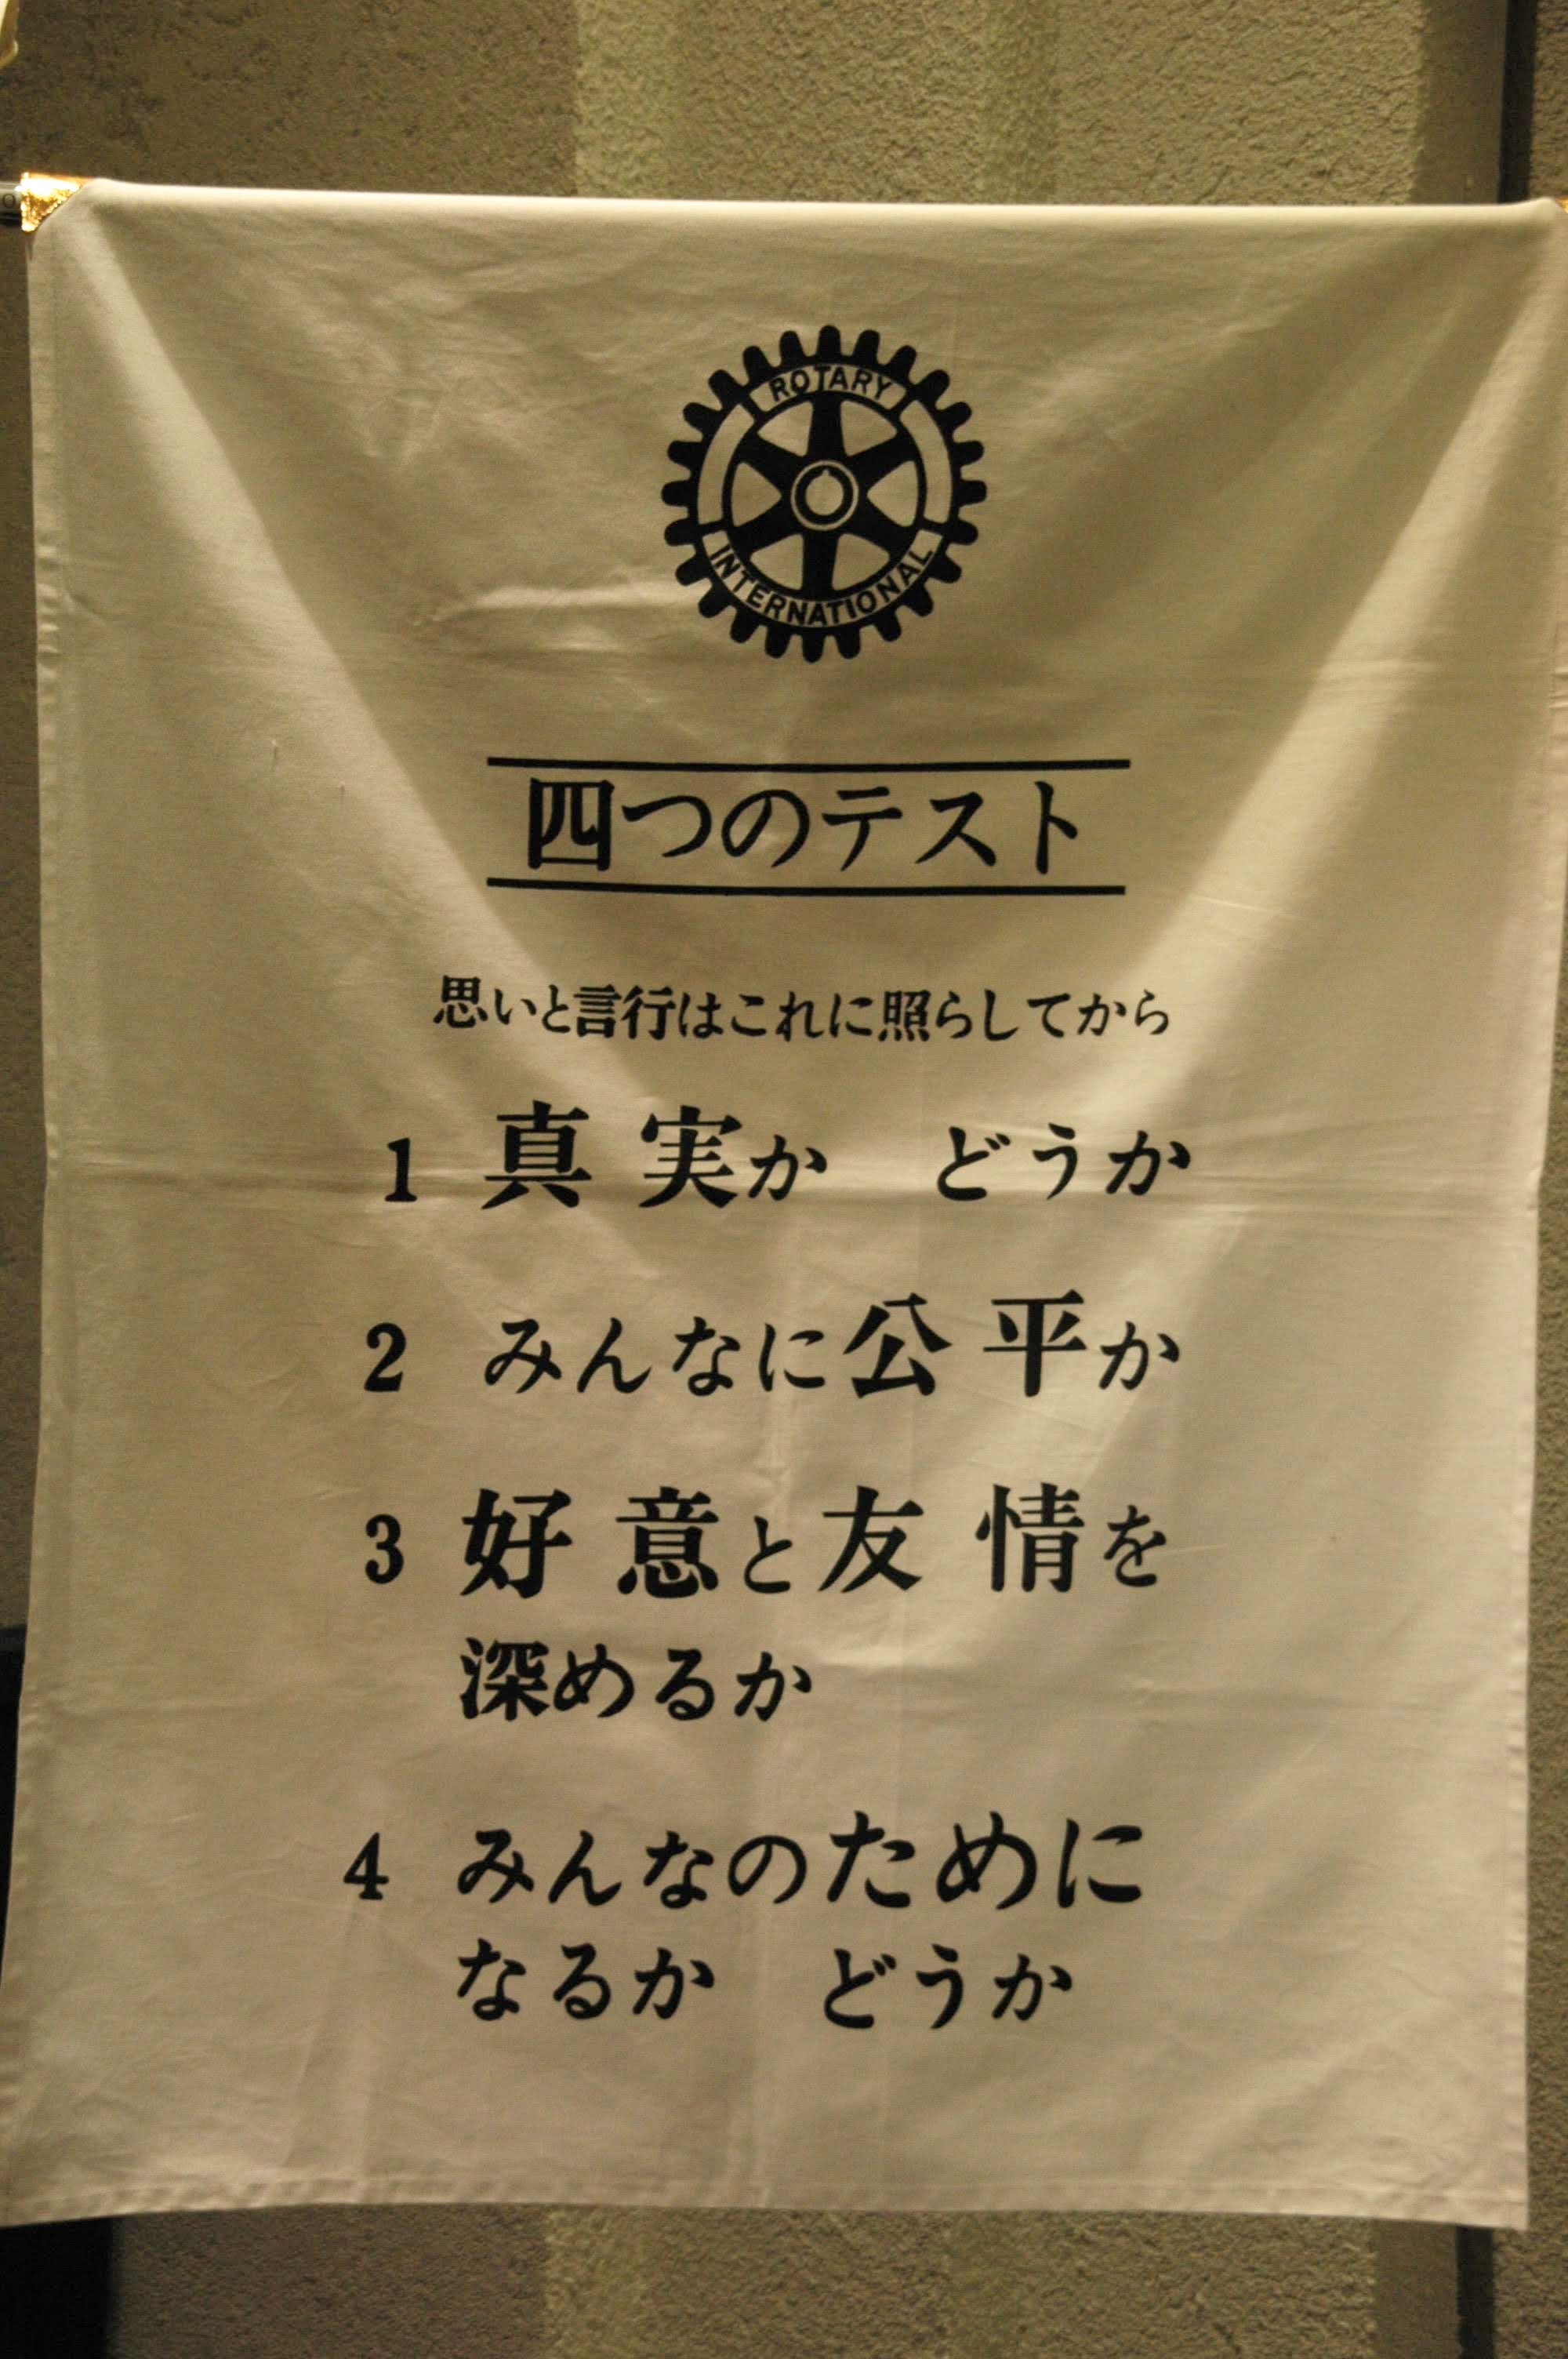 ROTARY
INTERNATIONAL
四つのテスト
思いと言行はこれに照らしてから
1 真実か どうか
2 みんなに公平か
3 好意と友情を
深めるか
4 みんなのために
なるか どうか